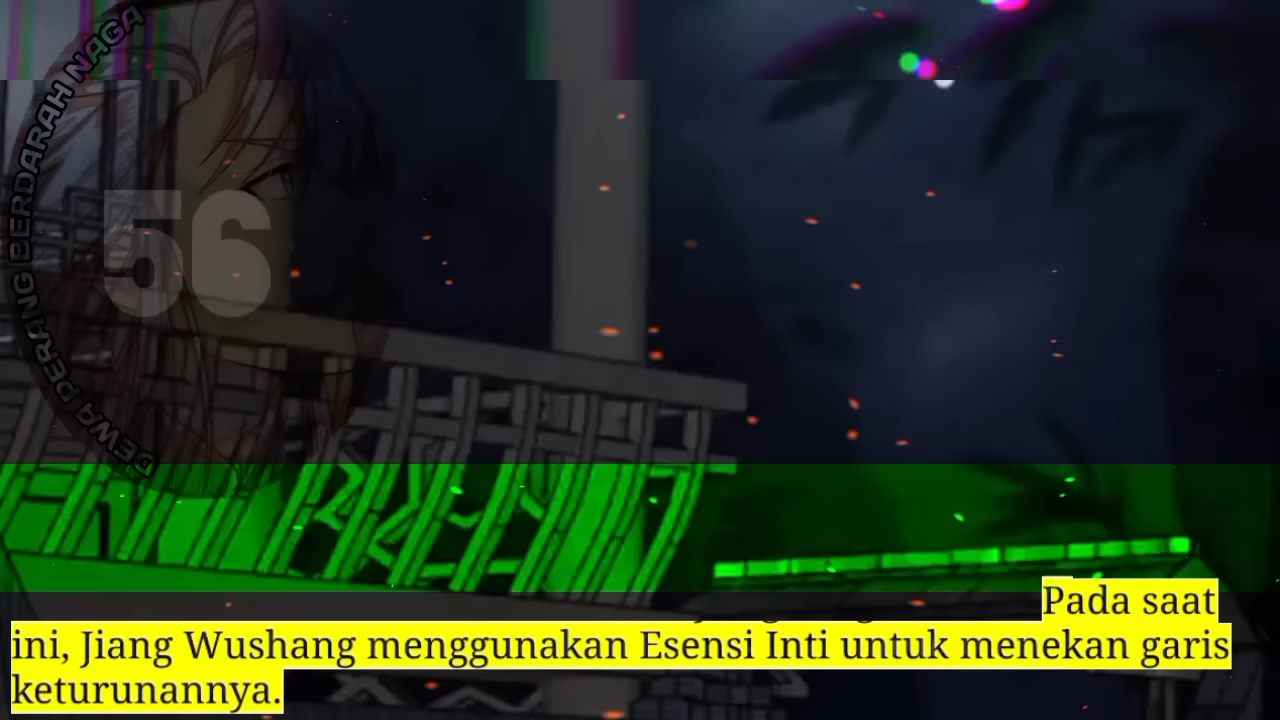 DEWA PERANG BERDARAH NAGA
56
Pada saat
ini, Jiang Wushang menggunakan Esensi Inti untuk menekan garis
keturunannya.